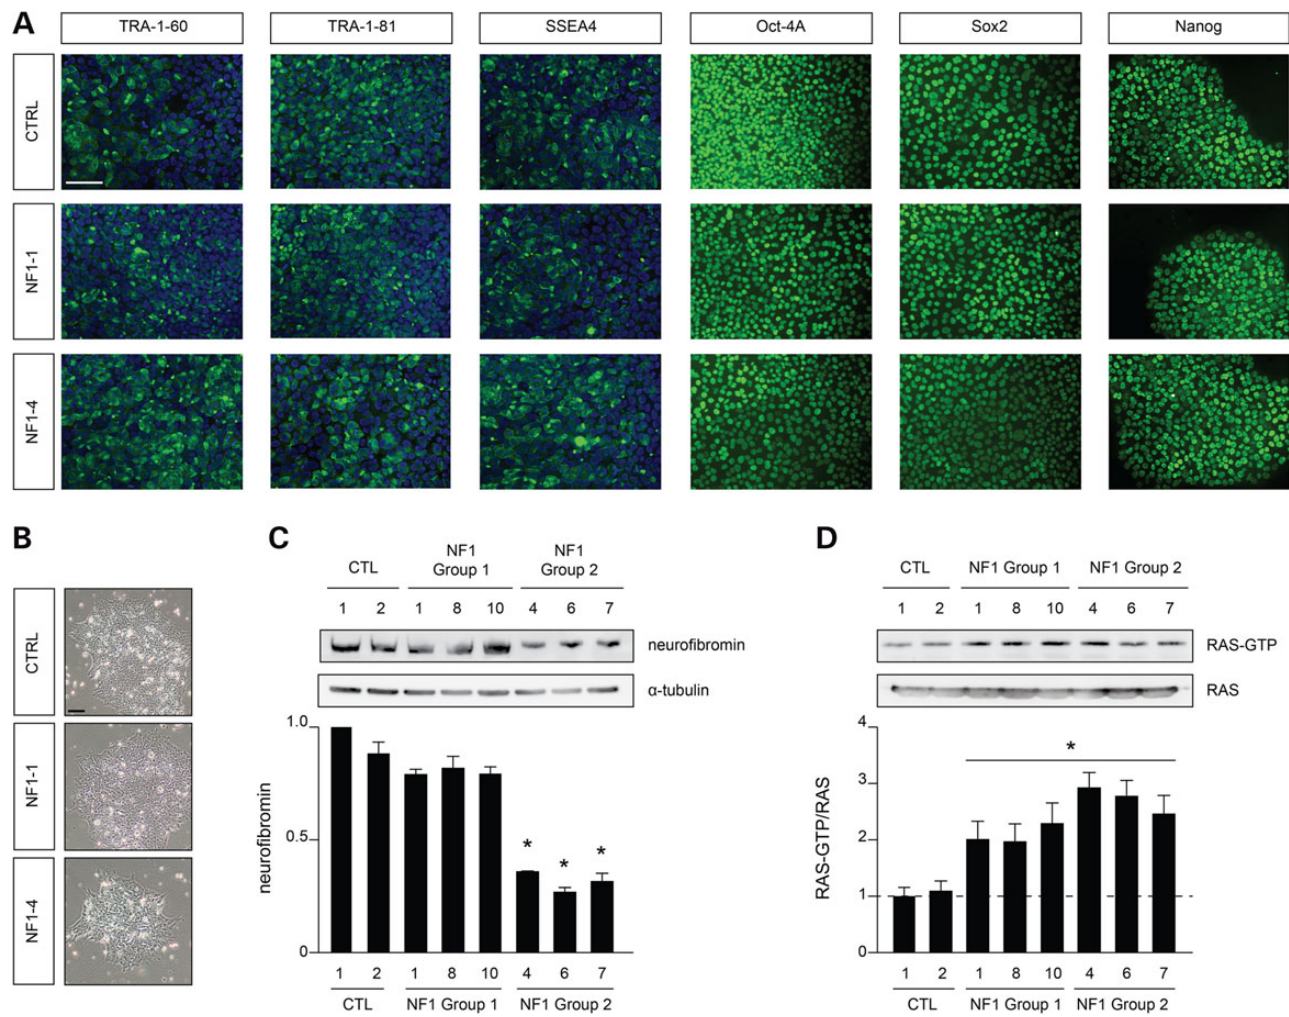 A
TRA-1-60
TRA-1-81
SSEA4
Oct-4A
Sox2
Nanog
CTRL
NF1-1
NF1-4
B
CTRL
NF1-1
NF1-4
C
CTL
NF1 Group 1
NF1 Group 2
1 2 1 8 10 4 6 7
neurofibromin
α-tubulin
1.0
0.5
0
neurofibromin
* * *
1 2 1 8 10 4 6 7
CTL NF1 Group 1 NF1 Group 2
D
CTL NF1 Group 1 NF1 Group 2
1 2 1 8 10 4 6 7
RAS-GTP
RAS
4
3
2
1
0
RAS-GTP/RAS
*
1 2 1 8 10 4 6 7
CTL NF1 Group 1 NF1 Group 2